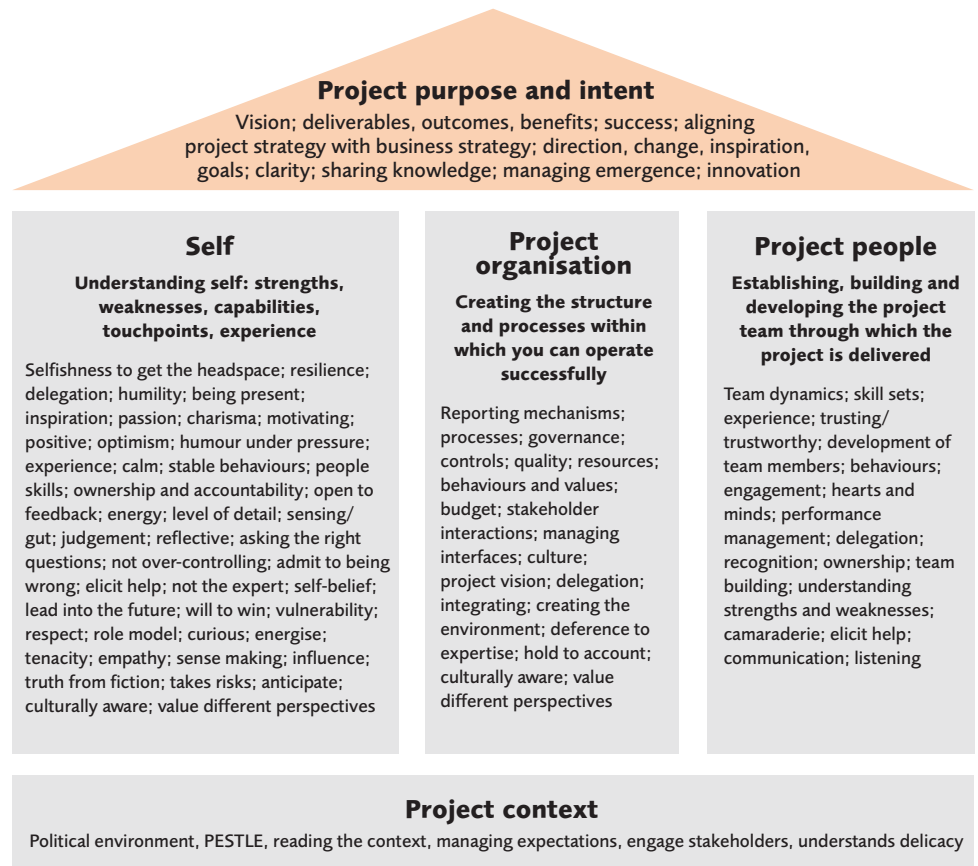 Project purpose and intent
Vision; deliverables, outcomes, benefits; success; aligning
project strategy with business strategy; direction, change, inspiration,
goals; clarity; sharing knowledge; managing emergence; innovation
Self
Understanding self: strengths,
weaknesses, capabilities,
touchpoints, experience
Selfishness to get the headspace; resilience;
delegation; humility; being present;
inspiration; passion; charisma; motivating;
positive; optimism; humour under pressure;
experience; calm; stable behaviours; people
skills; ownership and accountability; open to
feedback; energy; level of detail; sensing/
gut; judgement; reflective; asking the right
questions; not over-controlling; admit to being
wrong; elicit help; not the expert; self-belief;
lead into the future; will to win; vulnerability;
respect; role model; curious; energise;
tenacity; empathy; sense making; influence;
truth from fiction; takes risks; anticipate;
culturally aware; value different perspectives
Project
organisation
Creating the structure
and processes within
which you can operate
successfully
Reporting mechanisms;
processes; governance;
controls; quality; resources;
behaviours and values;
budget; stakeholder
interactions; managing
interfaces; culture;
project vision; delegation;
integrating; creating the
environment; deference to
expertise; hold to account;
culturally aware; value
different perspectives
Project people
Establishing, building and
developing the project
team through which the
project is delivered
Team dynamics; skill sets;
experience; trusting/
trustworthy; development of
team members; behaviours;
engagement; hearts and
minds; performance
management; delegation;
recognition; ownership; team
building; understanding
strengths and weaknesses;
camaraderie; elicit help;
communication; listening
Project context
Political environment, PESTLE, reading the context, managing expectations, engage stakeholders, understands delicacy